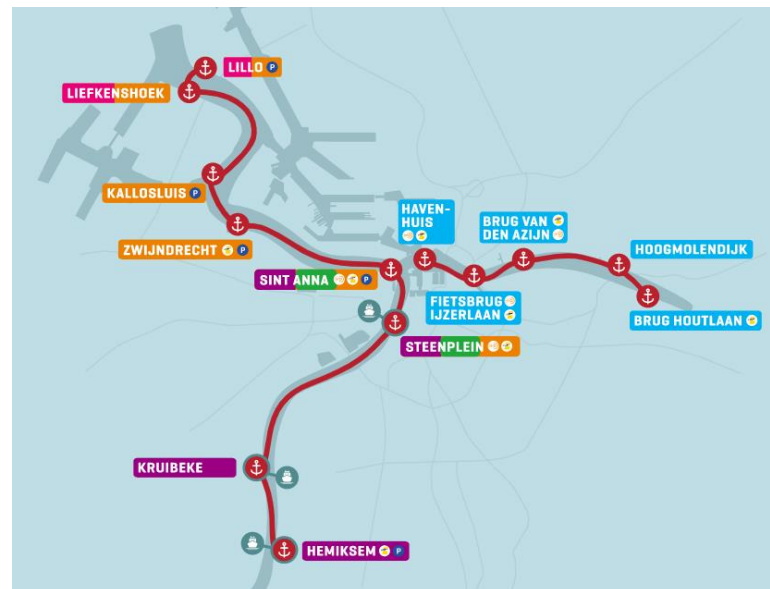 LILLO P
LIEFKENSHOEK
KALLOSLUIS P
HAVEN-
HUIS
BRUG VAN
DEN AZIJN
ZWIJNDRECHT P
HOOGMOLENDIJK
SINT ANNA P
FIETSBRUG
IJZERLAAN
BRUG HOUTLAAN
STEENPLEIN
KRUIBEKE
HEMIKSEM P